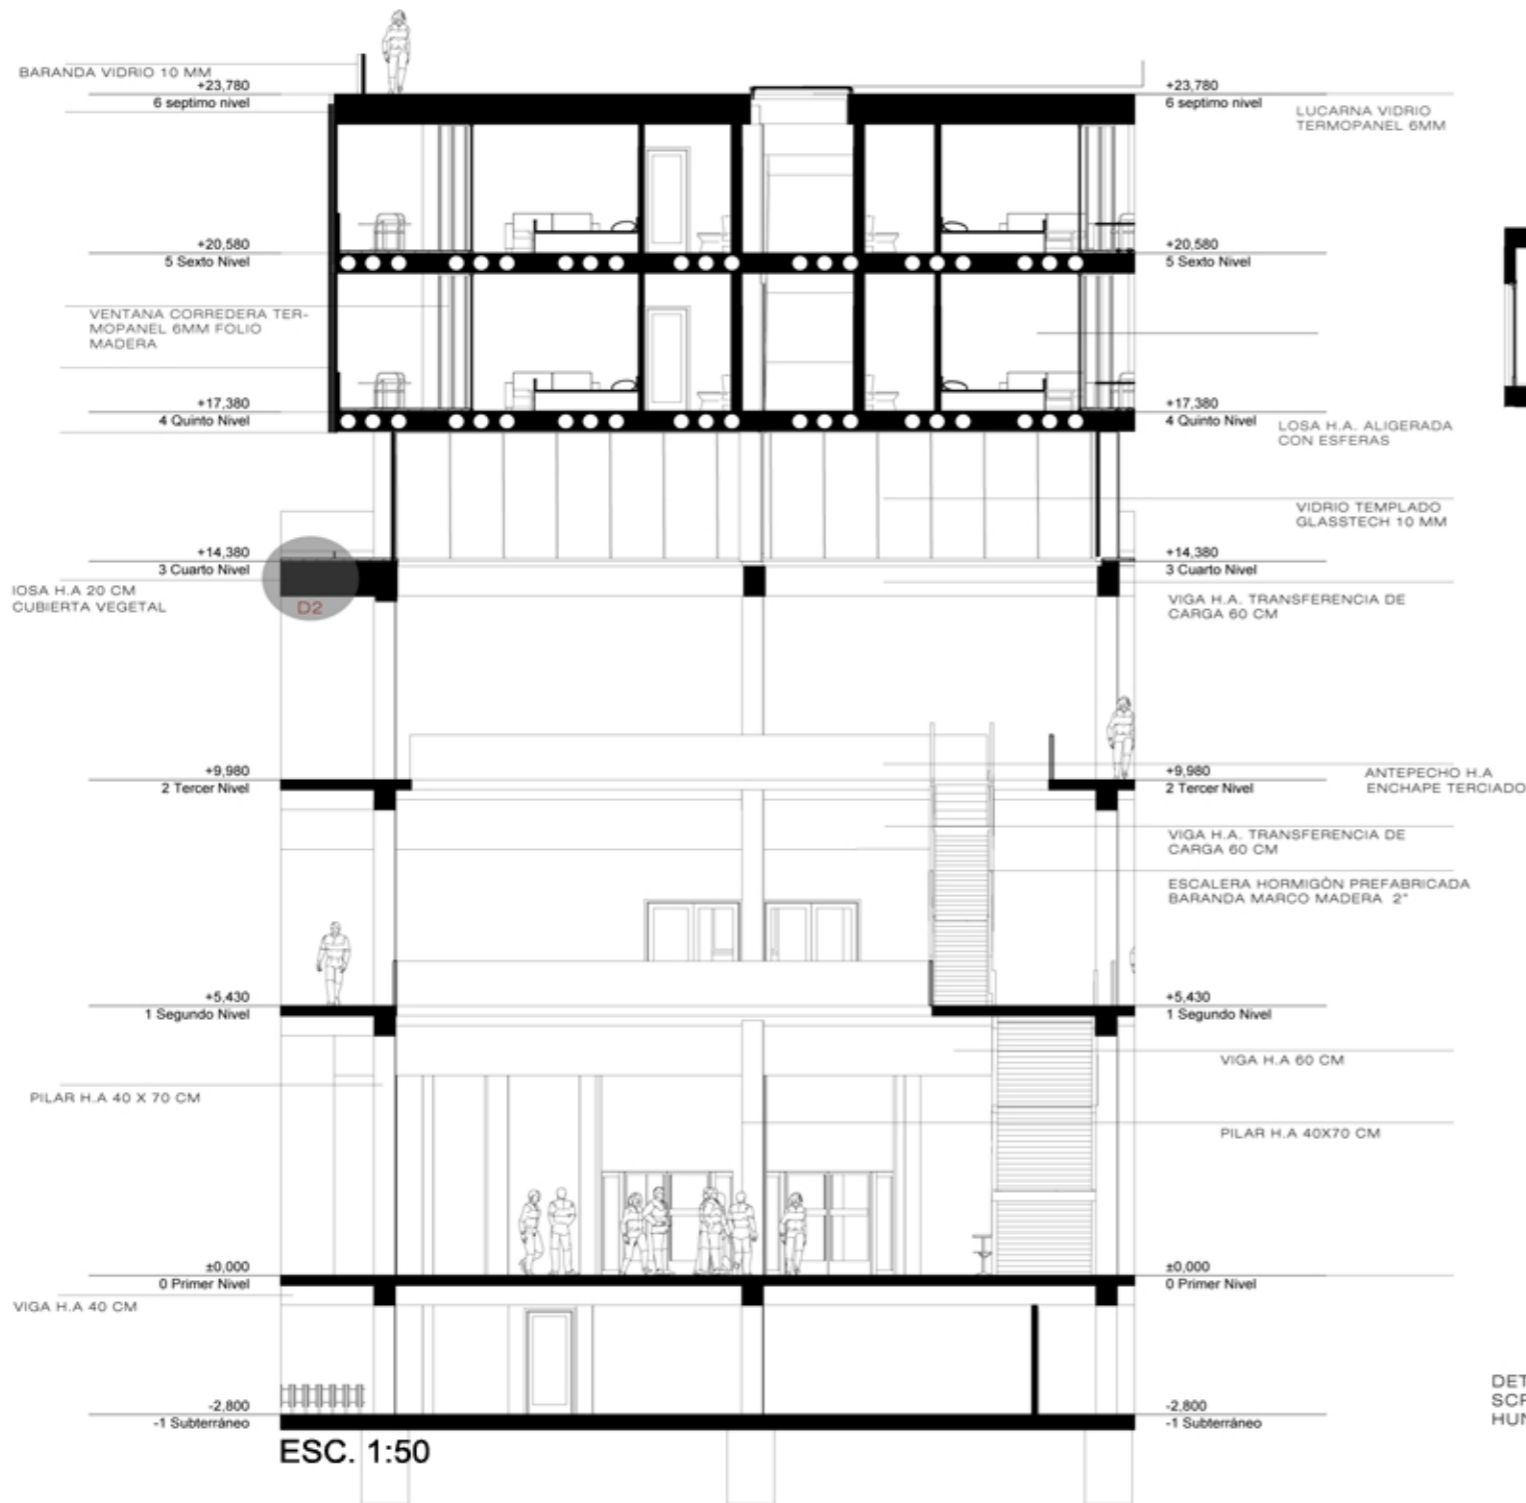 BARANDA VIDRIO 10 MM
+23,780
6 septimo nivel
+23,780
6 septimo nivel
LUCARNA VIDRIO
TERMOPANEL 6MM
+20,580
5 Sexto Nivel
+20,580
5 Sexto Nivel
VENTANA CORREDERA TER-
MOPANEL 6MM FOLIO
MADERA
+17,380
4 Quinto Nivel
+17,380
4 Quinto Nivel
LOSA H.A. ALIGERADA
CON ESFERAS
VIDRIO TEMPLADO
GLASSTECH 10 MM
+14,380
3 Cuarto Nivel
+14,380
3 Cuarto Nivel
lOSA H.A 20 CM
CUBIERTA VEGETAL
D2
VIGA H.A. TRANSFERENCIA DE
CARGA 60 CM
+9,980
2 Tercer Nivel
+9,980
2 Tercer Nivel
ANTEPECHO H.A
ENCHAPE TERCIADO
VIGA H.A. TRANSFERENCIA DE
CARGA 60 CM
ESCALERA HORMIGÒN PREFABRICADA
BARANDA MARCO MADERA 2"
+5,430
1 Segundo Nivel
+5,430
1 Segundo Nivel
VIGA H.A 60 CM
PILAR H.A 40 X 70 CM
PILAR H.A 40X70 CM
±0,000
0 Primer Nivel
±0,000
0 Primer Nivel
VIGA H.A 40 CM
-2,800
-1 Subterráneo
-2,800
-1 Subterráneo
ESC. 1:50
DET
HUN